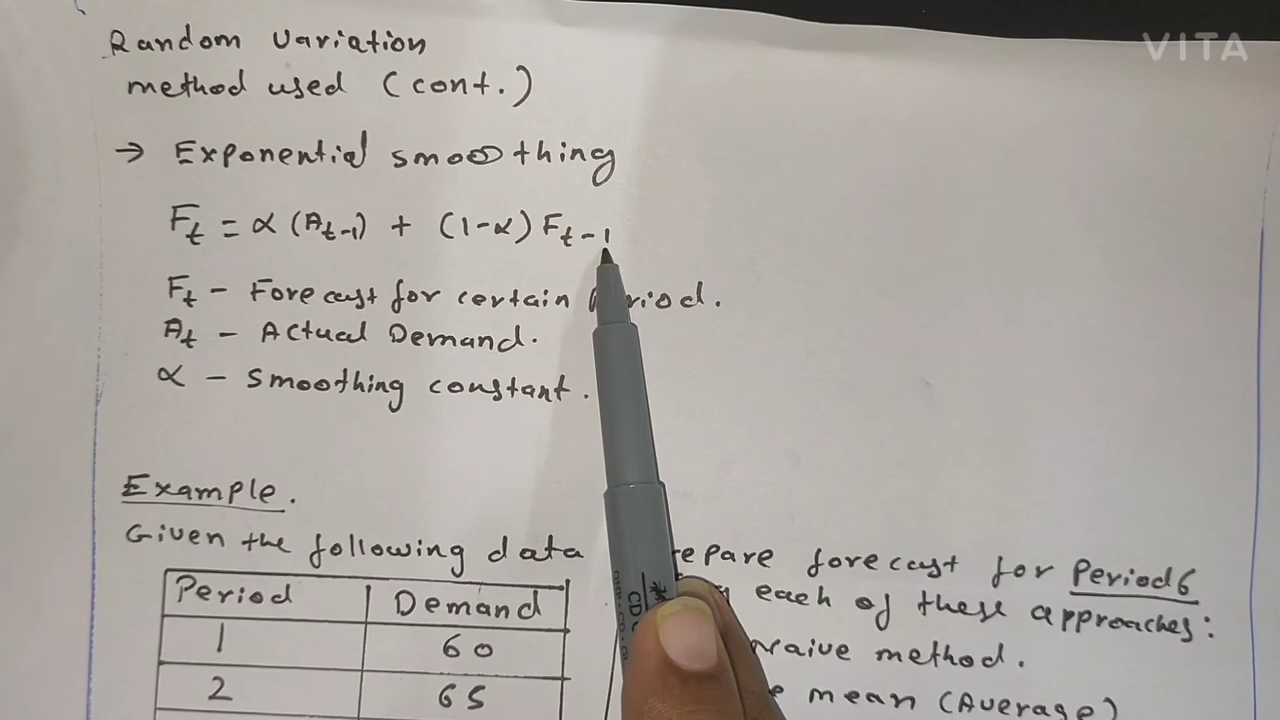 VITA
Random Variation
method used (cont.)
→ Exponential smoothing
Ft = α (At-1) + (1-α) Ft-1
Ft - Forecast for certain
At - Actual Demand.
α - Smoothing constant.
Example.
Given the following data forecast for Period 6
each of these approaches:
Period Demand
naive method.
1 60
2 65
mean (Average)